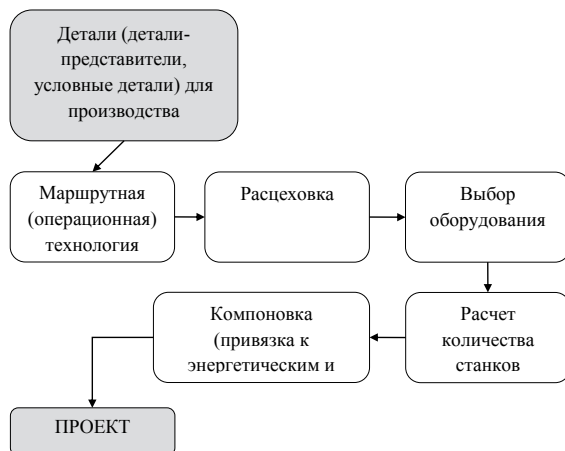 Детали (детали-
представители,
условные детали) для
производства
Маршрутная
(операционная)
технология
Расцеховка
Выбор
оборудования
Расчет
количества
станков
Компоновка
(привязка к
энергетическим и
ПРОЕКТ